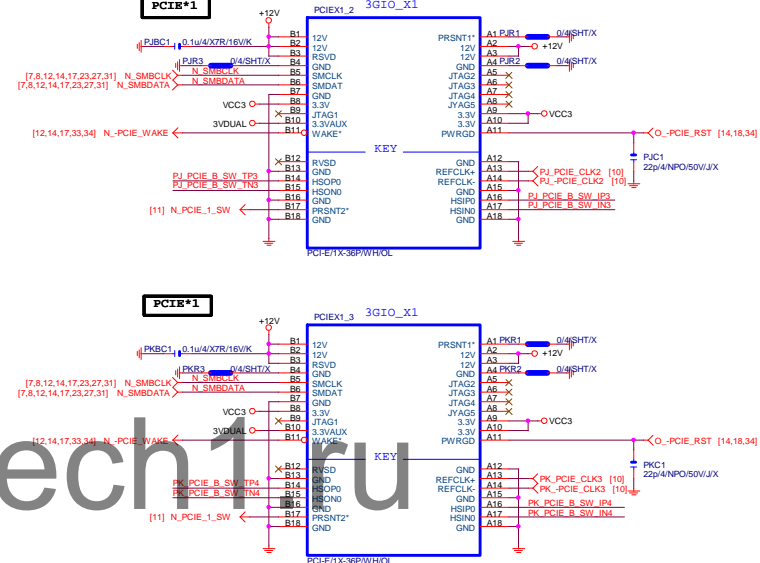 PCIE*1
3GIO_X1
PCIEX1_2
+12V
PJBC1 0.1u/4/X7R/16V/K
PJR3 0/4/SHT/X
[7,8,12,14,17,23,27,31] N_SMBCLK N_SMBCLK
[7,8,12,14,17,23,27,31] N_SMBDATA N_SMBDATA
VCC3
3VDUAL
[12,14,17,33,34] N_-PCIE_WAKE
PJ_PCIE_B_SW_TP3
PJ_PCIE_B_SW_TN3
[11] N_PCIE_1_SW
B1 12V PRSNT1* A1 PJR1 0/4/SHT/X
B2 12V 12V A2 +12V
B3 RSVD 12V A3
B4 GND GND A4 PJR2 0/4/SHT/X
B5 SMCLK JTAG2 A5
B6 SMDAT JTAG3 A6
B7 GND JTAG4 A7
B8 3.3V JYAG5 A8
B9 JTAG1 3.3V A9 VCC3
B10 3.3VAUX 3.3V A10
B11 WAKE* PWRGD A11 O_-PCIE_RST [14,18,34]
KEY
PJC1
22p/4/NPO/50V/J/X
B12 RVSD GND A12
B13 GND REFCLK+ A13 PJ_PCIE_CLK2 [10]
B14 HSOP0 REFCLK- A14 PJ_-PCIE_CLK2 [10]
B15 HSON0 GND A15
B16 GND HSIP0 A16 PJ_PCIE_B_SW_IP3
B17 PRSNT2* HSIN0 A17 PJ_PCIE_B_SW_IN3
B18 GND GND A18
PCI-E/1X-36P/WH/OL
PCIE*1
3GIO_X1
PCIEX1_3
+12V
PKBC1 0.1u/4/X7R/16V/K
PKR3 0/4/SHT/X
[7,8,12,14,17,23,27,31] N_SMBCLK N_SMBCLK
[7,8,12,14,17,23,27,31] N_SMBDATA N_SMBDATA
VCC3
3VDUAL
[12,14,17,33,34] N_-PCIE_WAKE
PK_PCIE_B_SW_TP4
PK_PCIE_B_SW_TN4
[11] N_PCIE_1_SW
B1 12V PRSNT1* A1 PKR1 0/4/SHT/X
B2 12V 12V A2 +12V
B3 RSVD 12V A3
B4 GND GND A4 PKR2 0/4/SHT/X
B5 SMCLK JTAG2 A5
B6 SMDAT JTAG3 A6
B7 GND JTAG4 A7
B8 3.3V JYAG5 A8
B9 JTAG1 3.3V A9 VCC3
B10 3.3VAUX 3.3V A10
B11 WAKE* PWRGD A11 O_-PCIE_RST [14,18,34]
KEY
PKC1
22p/4/NPO/50V/J/X
B12 RVSD GND A12
B13 GND REFCLK+ A13 PK_PCIE_CLK3 [10]
B14 HSOP0 REFCLK- A14 PK_-PCIE_CLK3 [10]
B15 HSON0 GND A15
B16 GND HSIP0 A16 PK_PCIE_B_SW_IP4
B17 PRSNT2* HSIN0 A17 PK_PCIE_B_SW_IN4
B18 GND GND A18
PCI-E/1X-36P/WH/OL
ech1.ru